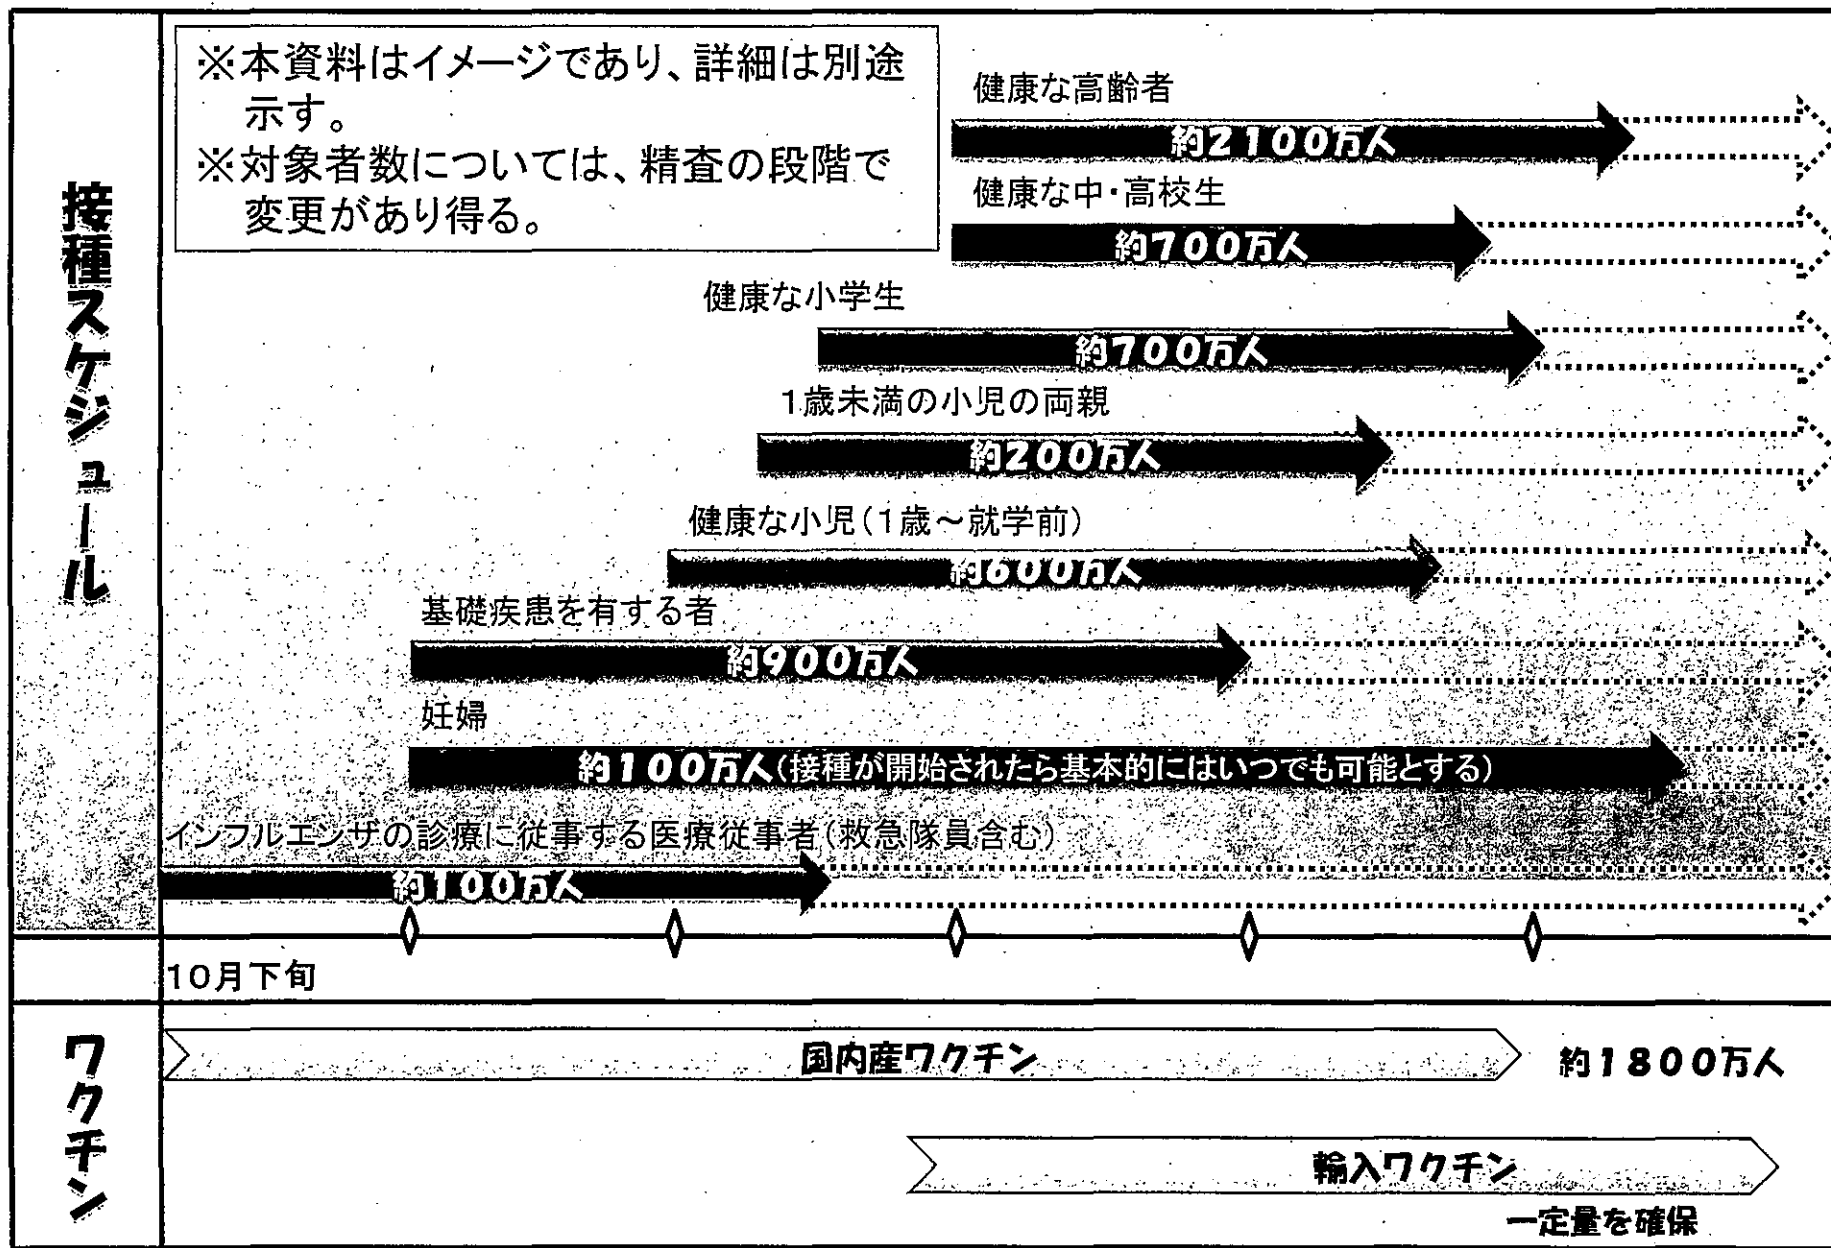 ※本資料はイメージであり、詳細は別途
示す。
※対象者数については、精査の段階で
変更があり得る。
接種スケジュール
健康な高齢者
約2100万人
健康な中・高校生
約700万人
健康な小学生
約700万人
1歳未満の小児の両親
約200万人
健康な小児(1歳～就学前)
約600万人
基礎疾患を有する者
約900万人
妊婦
約100万人(接種が開始されたら基本的にはいつでも可能とする)
インフルエンザの診療に従事する医療従事者(救急隊員含む)
約100万人
10月下旬
ワクチン
国内産ワクチン
約1800万人
輸入ワクチン
一定量を確保